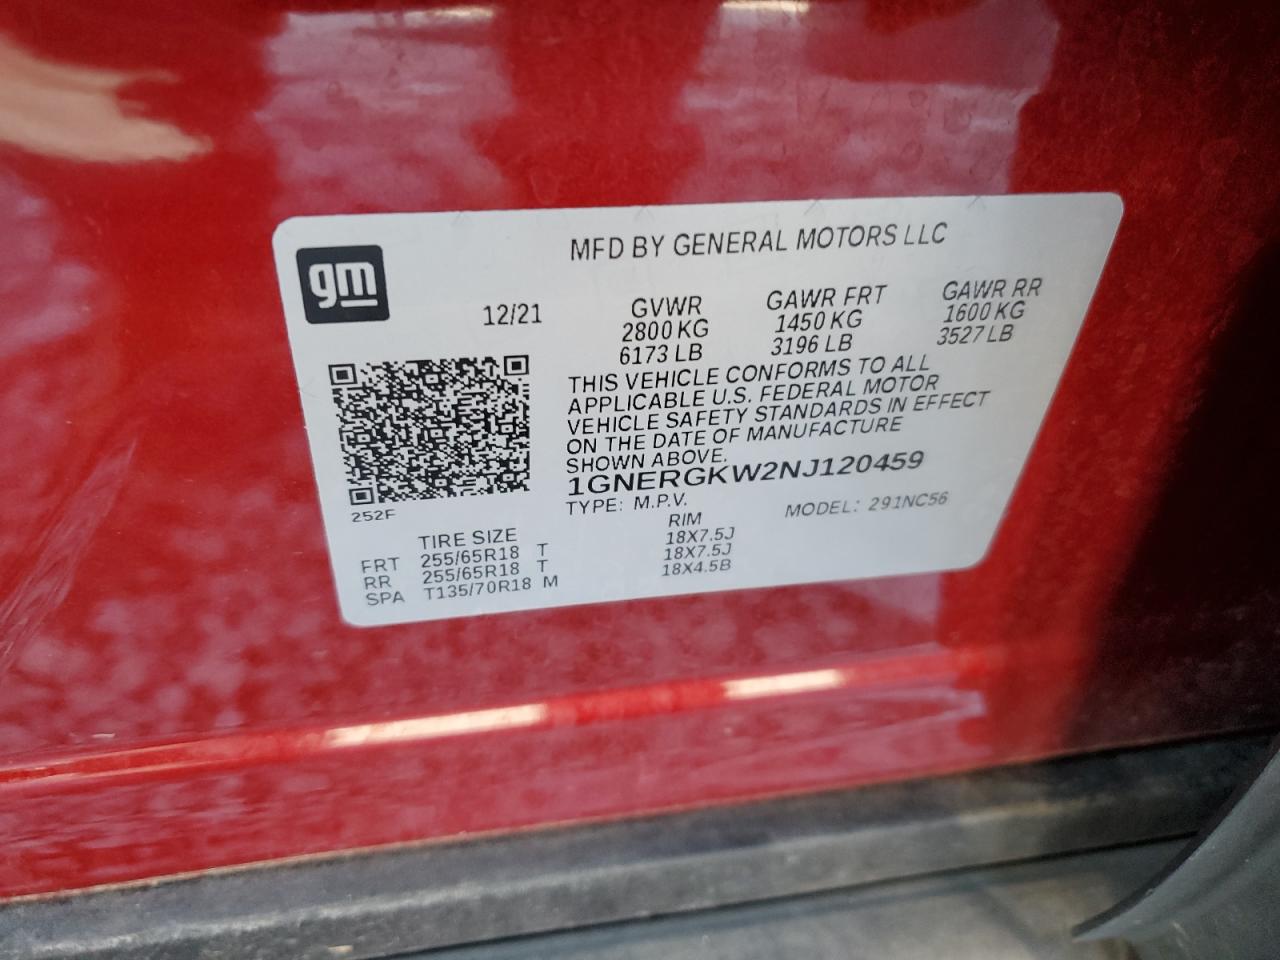 gm
MFD BY GENERAL MOTORS LLC
12/21
GVWR
2800 KG
6173 LB
GAWR FRT
1450 KG
3196 LB
GAWR RR
1600 KG
3527 LB
THIS VEHICLE CONFORMS TO ALL
APPLICABLE U.S. FEDERAL MOTOR
VEHICLE SAFETY STANDARDS IN EFFECT
ON THE DATE OF MANUFACTURE
SHOWN ABOVE.
1GNERGKW2NJ120459
TYPE: M.P.V.
MODEL: 291NC56
252F
TIRE SIZE RIM
FRT 255/65R18 T 18X7.5J
RR 255/65R18 T 18X7.5J
SPA T135/70R18 M 18X4.5B